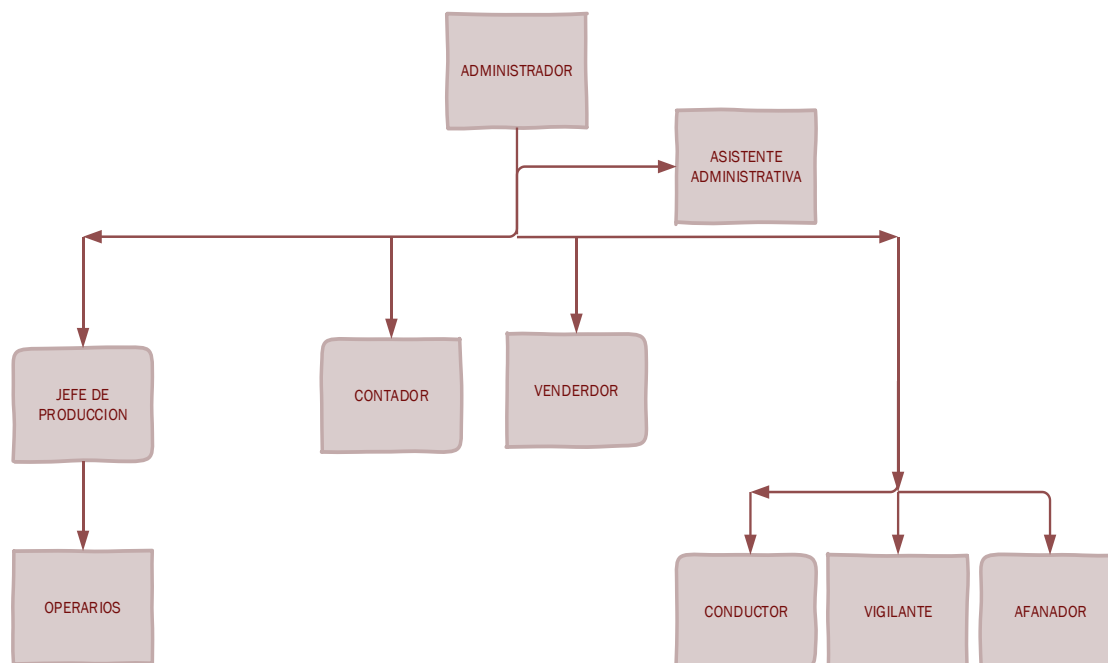 ADMINISTRADOR
ASISTENTE
ADMINISTRATIVA
JEFE DE
PRODUCCION
CONTADOR
VENDERDOR
OPERARIOS
CONDUCTOR
VIGILANTE
AFANADOR